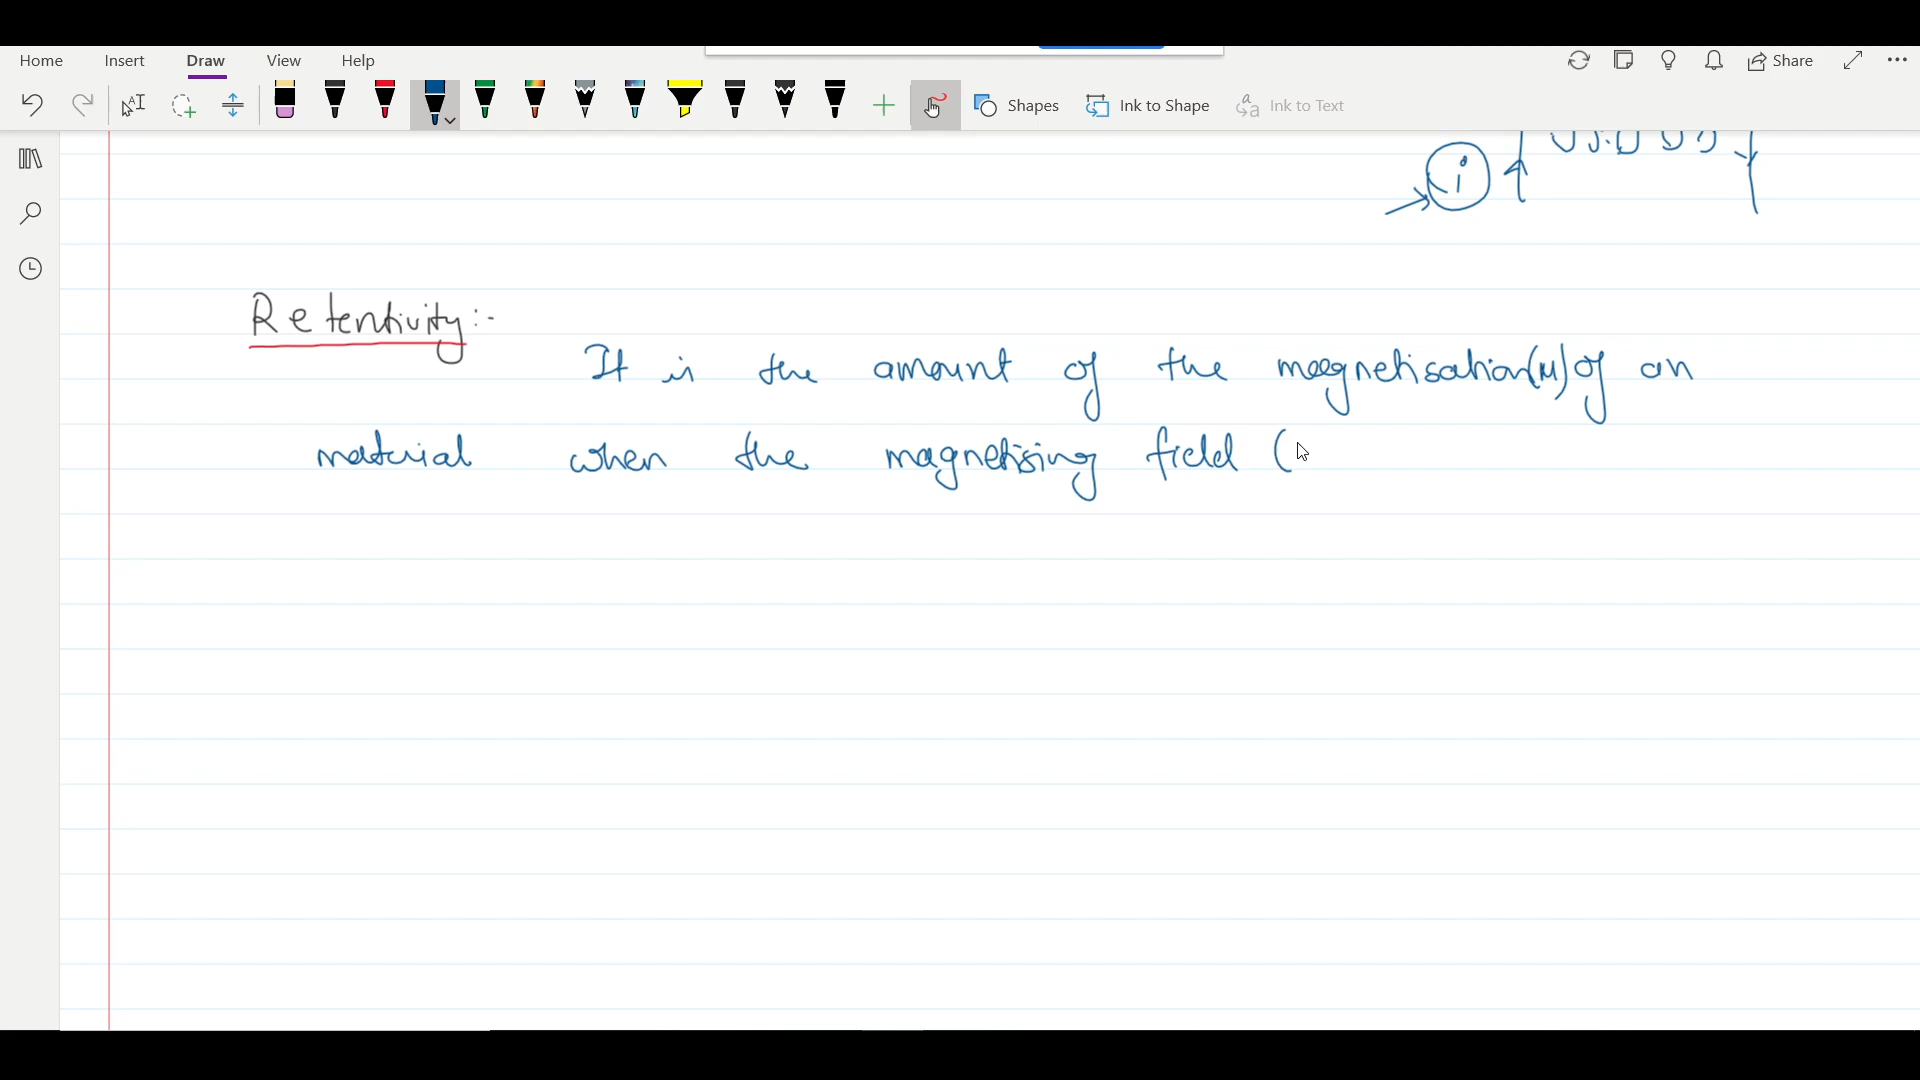 Home Insert Draw View Help Share
Shapes Ink to Shape Ink to Text
i
Retentivity:-
It is the amount of the maegnetisation(M) of an
material when the magnetising field (